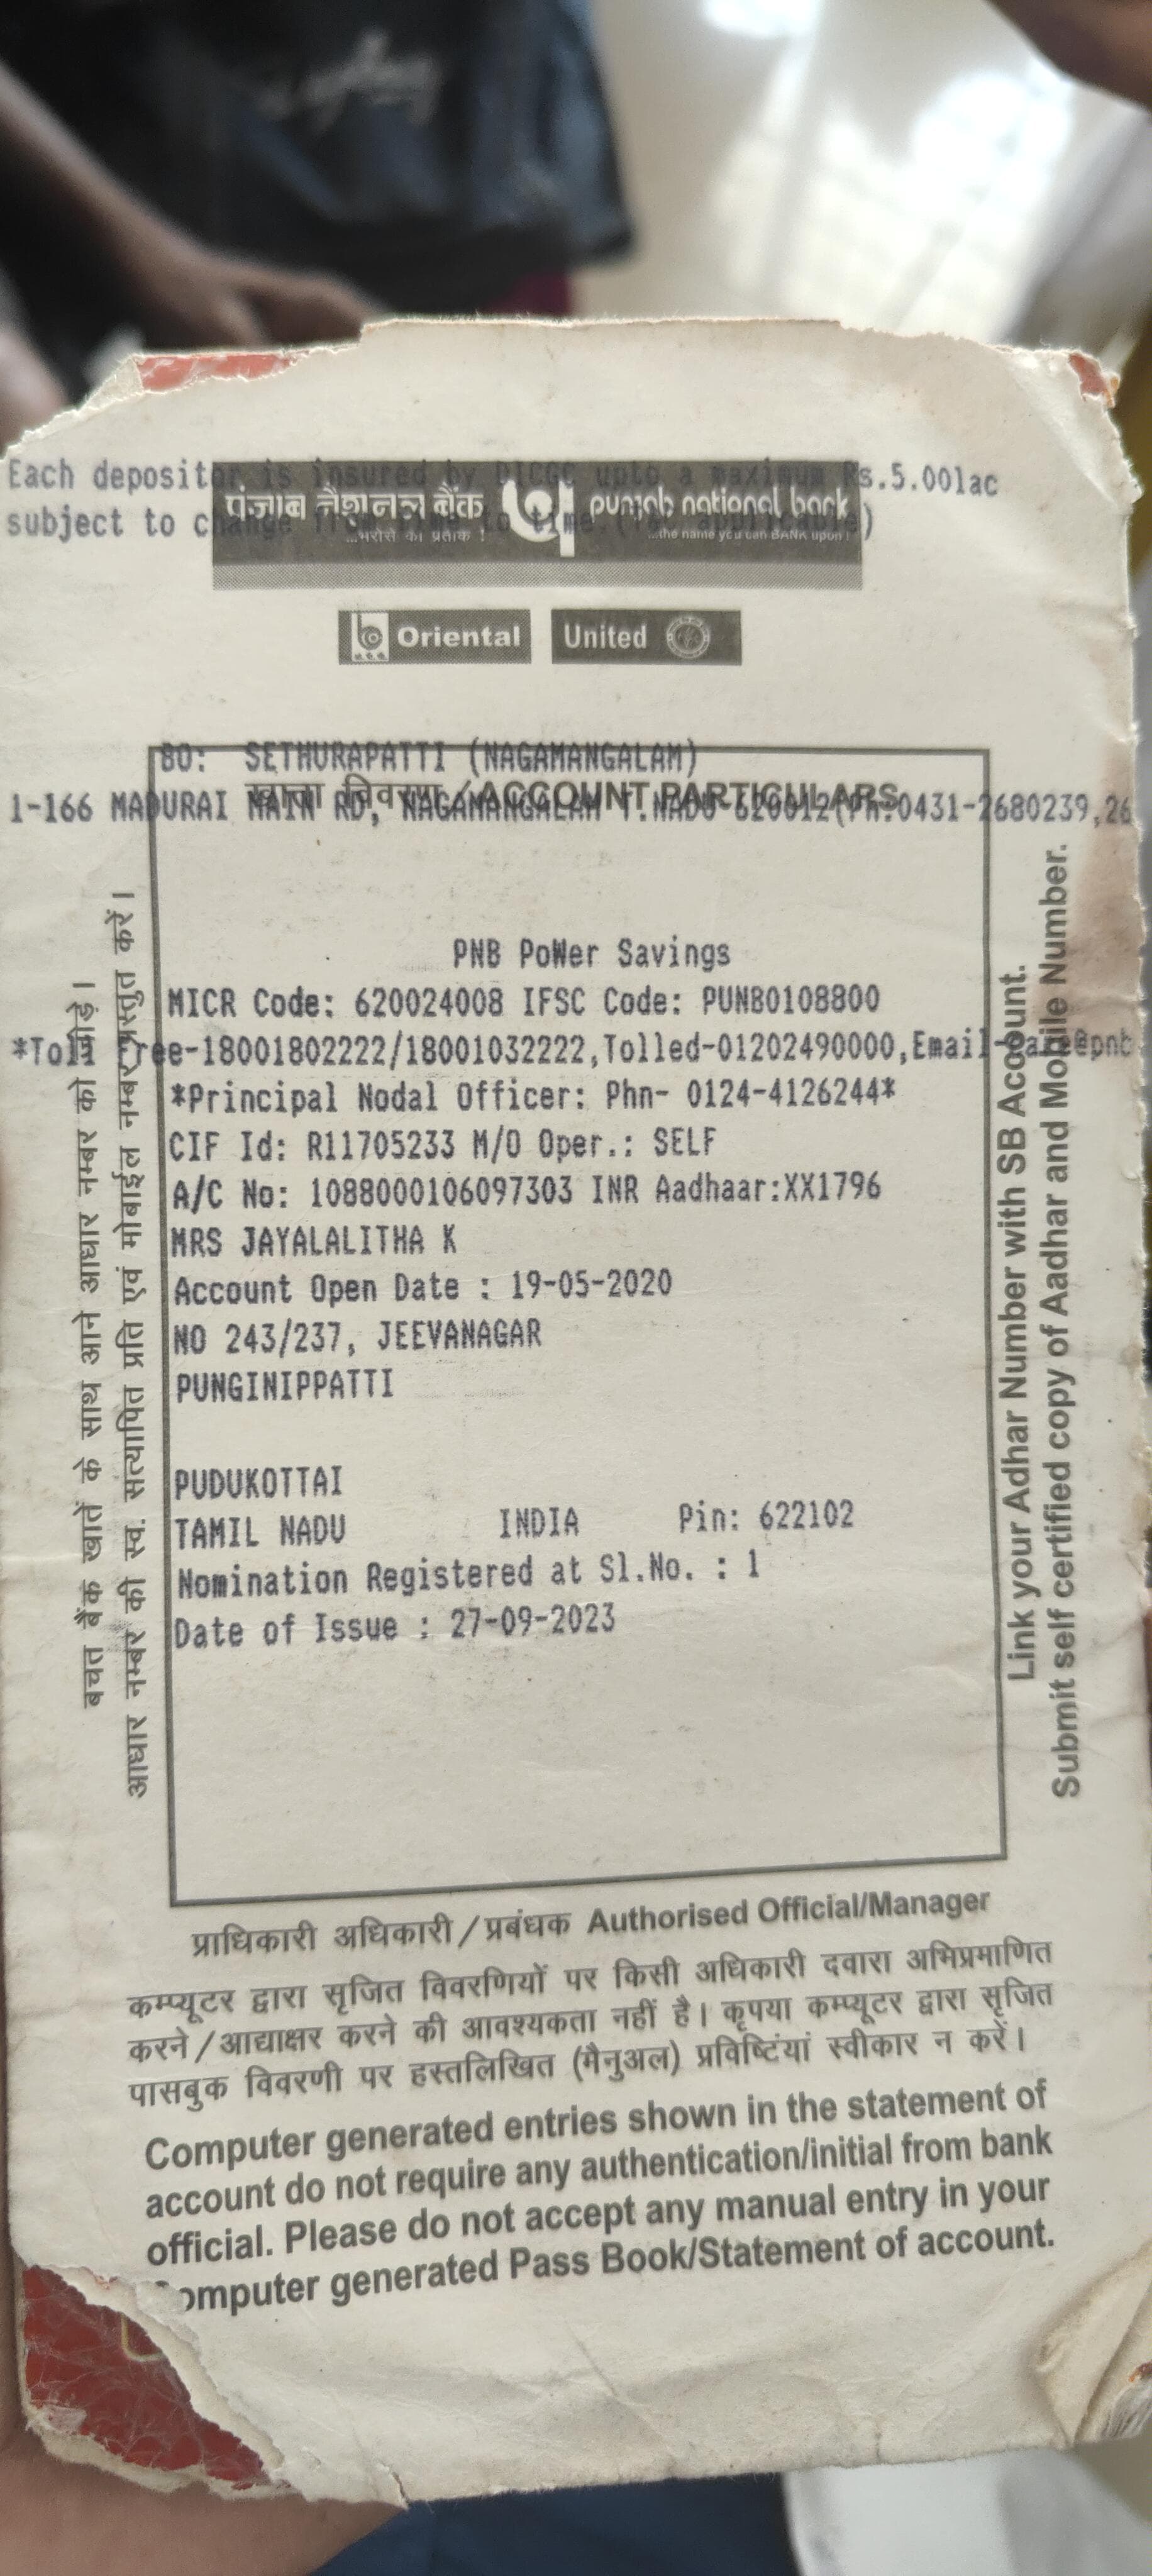 Each depositor is insured by DICGC upto a maximum Rs.5.00lac
subject to change from time to time.(T&C applicable)
पंजाब नैशनल बैंक punjab national bank
...भरोसे का प्रतीक ! ...the name you can BANK upon !
Oriental United
BO: SETHURAPATTI (NAGAMANGALAM)
खाता विवरण / ACCOUNT PARTICULARS
1-166 MADURAI MAIN RD, NAGAMANGALAM T.NADU-620012(Ph:0431-2680239,26
PNB PoWer Savings
MICR Code: 620024008 IFSC Code: PUNB0108800
*Toll Free-18001802222/18001032222,Tolled-01202490000,Email-care@pnb
*Principal Nodal Officer: Phn- 0124-4126244*
CIF Id: R11705233 M/O Oper.: SELF
A/C No: 1088000106097303 INR Aadhaar:XX1796
MRS JAYALALITHA K
Account Open Date : 19-05-2020
NO 243/237, JEEVANAGAR
PUNGINIPPATTI
PUDUKOTTAI
TAMIL NADU INDIA Pin: 622102
Nomination Registered at Sl.No. : 1
Date of Issue : 27-09-2023
बचत बैंक खाते के साथ आने आधार नम्बर को जोड़े।
आधार नम्बर की स्व. सत्यापित प्रति एवं मोबाईल नम्बर प्रस्तुत करें।
Link your Adhar Number with SB Account.
Submit self certified copy of Aadhar and Mobile Number.
प्राधिकारी अधिकारी/प्रबंधक Authorised Official/Manager
कम्प्यूटर द्वारा सृजित विवरणियों पर किसी अधिकारी दवारा अभिप्रमाणित
करने/आद्याक्षर करने की आवश्यकता नहीं है। कृपया कम्प्यूटर द्वारा सृजित
पासबुक विवरणी पर हस्तलिखित (मैनुअल) प्रविष्टिंयां स्वीकार न करें।
Computer generated entries shown in the statement of
account do not require any authentication/initial from bank
official. Please do not accept any manual entry in your
Computer generated Pass Book/Statement of account.